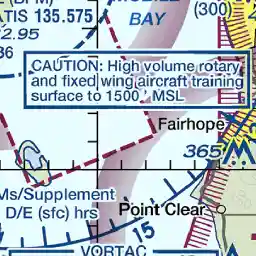 ATIS 135.575
BAY
(300)
2.95
36
CAUTION: High volume rotary
and fixed wing aircraft training
surface to 1500' MSL
Fairhope
365
Ms/Supplement
D/E (sfc) hrs
Point Clear
15
VORTAC